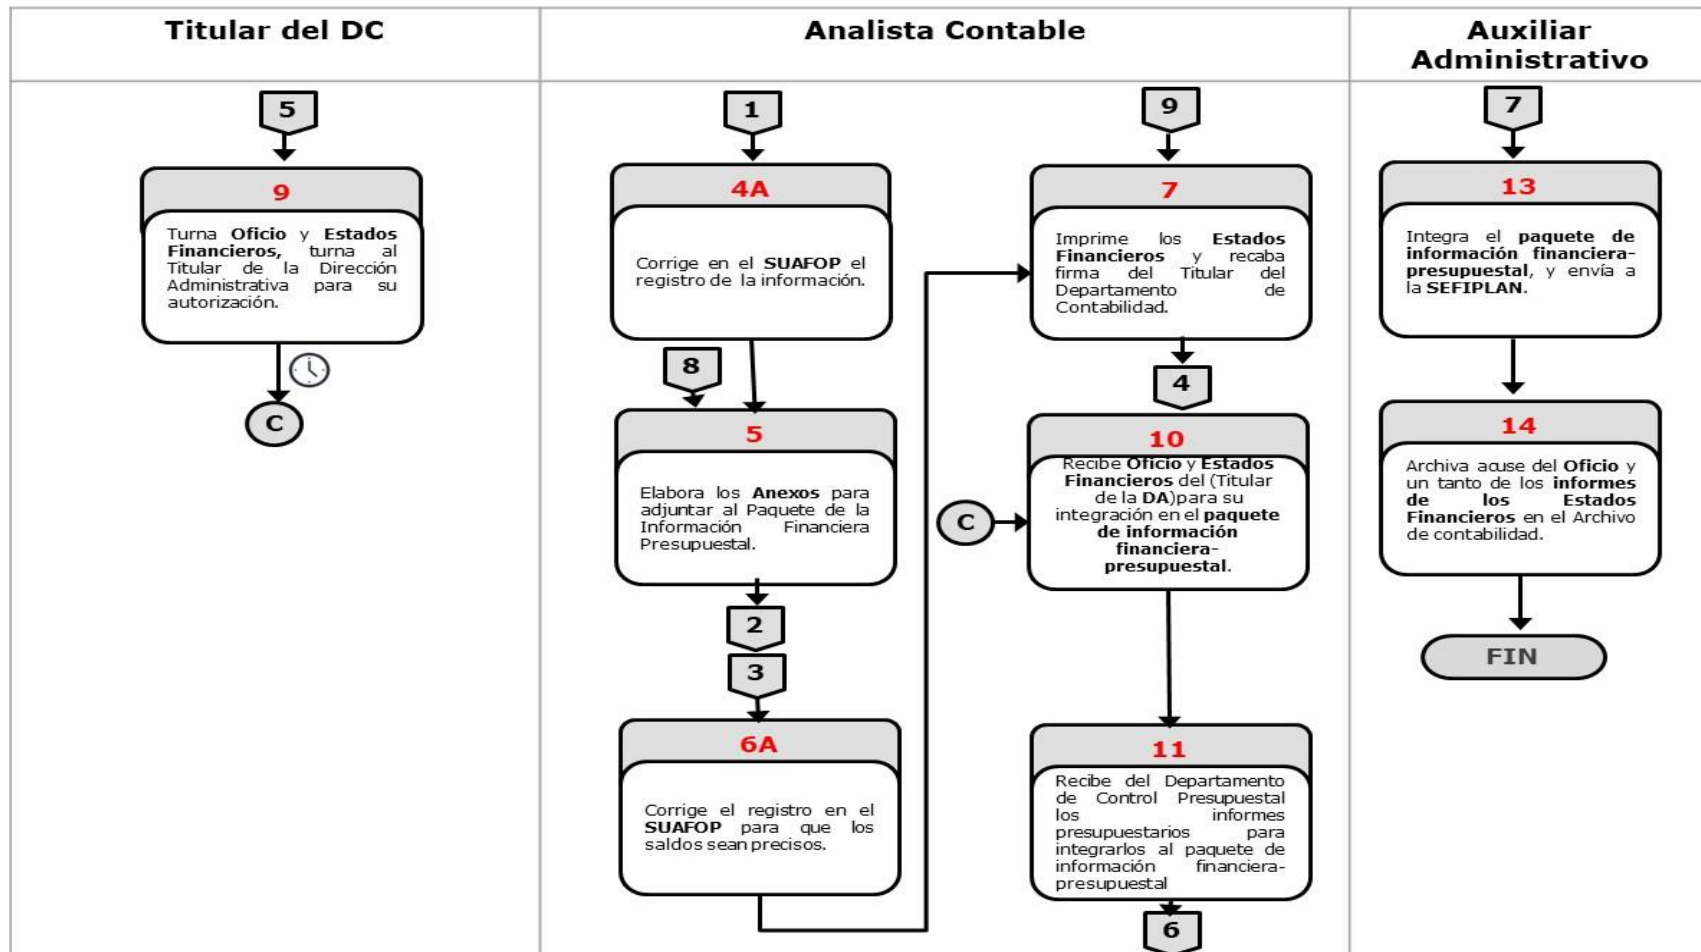 Titular del DC
Analista Contable
Auxiliar
Administrativo
5
9
Turna Oficio y Estados
Financieros, turna al
Titular de la Dirección
Administrativa para su
autorización.
C
1
4A
Corrige en el SUAFOP el
registro de la información.
8
5
Elabora los Anexos para
adjuntar al Paquete de la
Información Financiera
Presupuestal.
2
3
6A
Corrige el registro en el
SUAFOP para que los
saldos sean precisos.
9
7
Imprime los Estados
Financieros y recaba
firma del Titular del
Departamento de
Contabilidad.
4
10
Recibe Oficio y Estados
Financieros del (Titular
de la DA)para su
integración en el paquete
de información
financiera-
presupuestal.
C
11
Recibe del Departamento
de Control Presupuestal
los informes
presupuestarios para
integrarlos al paquete de
información financiera-
presupuestal
6
7
13
Integra el paquete de
información financiera-
presupuestal, y envía a
la SEFIPLAN.
14
Archiva acuse del Oficio y
un tanto de los informes
de los Estados
Financieros en el Archivo
de contabilidad.
FIN